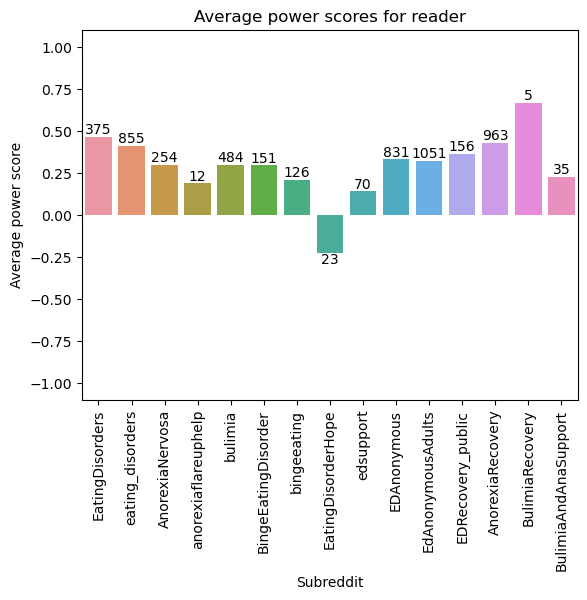 Average power scores for reader
Average power score
1.00
0.75
0.50
0.25
0.00
−0.25
−0.50
−0.75
−1.00
375
855
254
12
484
151
126
23
70
831
1051
156
963
5
35
EatingDisorders
eating_disorders
AnorexiaNervosa
anorexiaflareuphelp
bulimia
BingeEatingDisorder
bingeeating
EatingDisorderHope
edsupport
EDAnonymous
EdAnonymousAdults
EDRecovery_public
AnorexiaRecovery
BulimiaRecovery
BulimiaAndAnaSupport
Subreddit